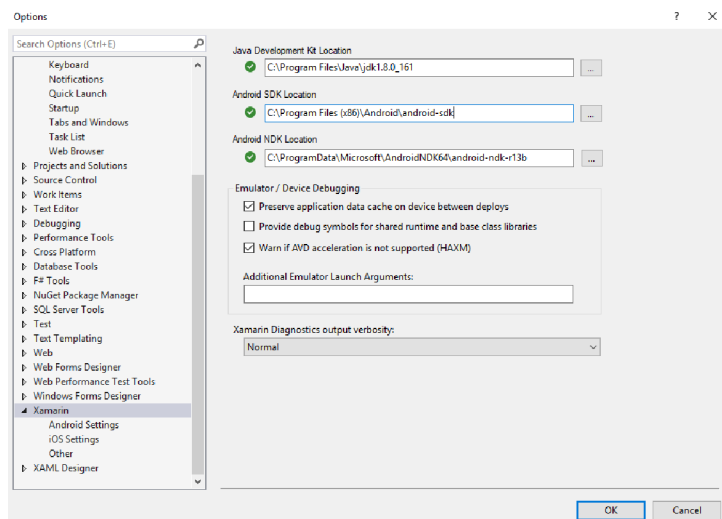 Options
?
X
Search Options (Ctrl+E)
Keyboard
Notifications
Quick Launch
Startup
Tabs and Windows
Task List
Web Browser
Projects and Solutions
Source Control
Work Items
Text Editor
Debugging
Performance Tools
Cross Platform
Database Tools
F# Tools
NuGet Package Manager
SQL Server Tools
Test
Text Templating
Web
Web Forms Designer
Web Performance Test Tools
Windows Forms Designer
Xamarin
Android Settings
iOS Settings
Other
XAML Designer
Java Development Kit Location
C:\Program Files\Java\jdk1.8.0_161
...
Android SDK Location
C:\Program Files (x86)\Android\android-sdk
...
Android NDK Location
C:\ProgramData\Microsoft\AndroidNDK64\android-ndk-r13b
...
Emulator / Device Debugging
Preserve application data cache on device between deploys
Provide debug symbols for shared runtime and base class libraries
Warn if AVD acceleration is not supported (HAXM)
Additional Emulator Launch Arguments:
Xamarin Diagnostics output verbosity:
Normal
OK
Cancel